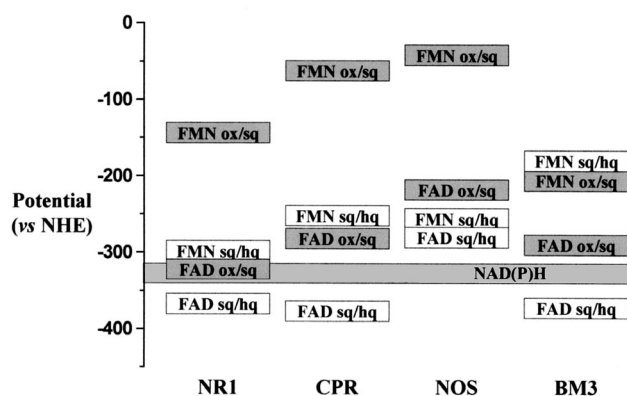 0
FMN ox/sq
FMN ox/sq
-100
FMN ox/sq
FMN sq/hq
-200
FAD ox/sq
FMN ox/sq
Potential
(vs NHE)
FMN sq/hq
FMN sq/hq
FAD ox/sq
FAD sq/hq
FAD ox/sq
-300
FMN sq/hq
FAD ox/sq
NAD(P)H
FAD sq/hq
FAD sq/hq
FAD sq/hq
-400
NR1 CPR NOS BM3